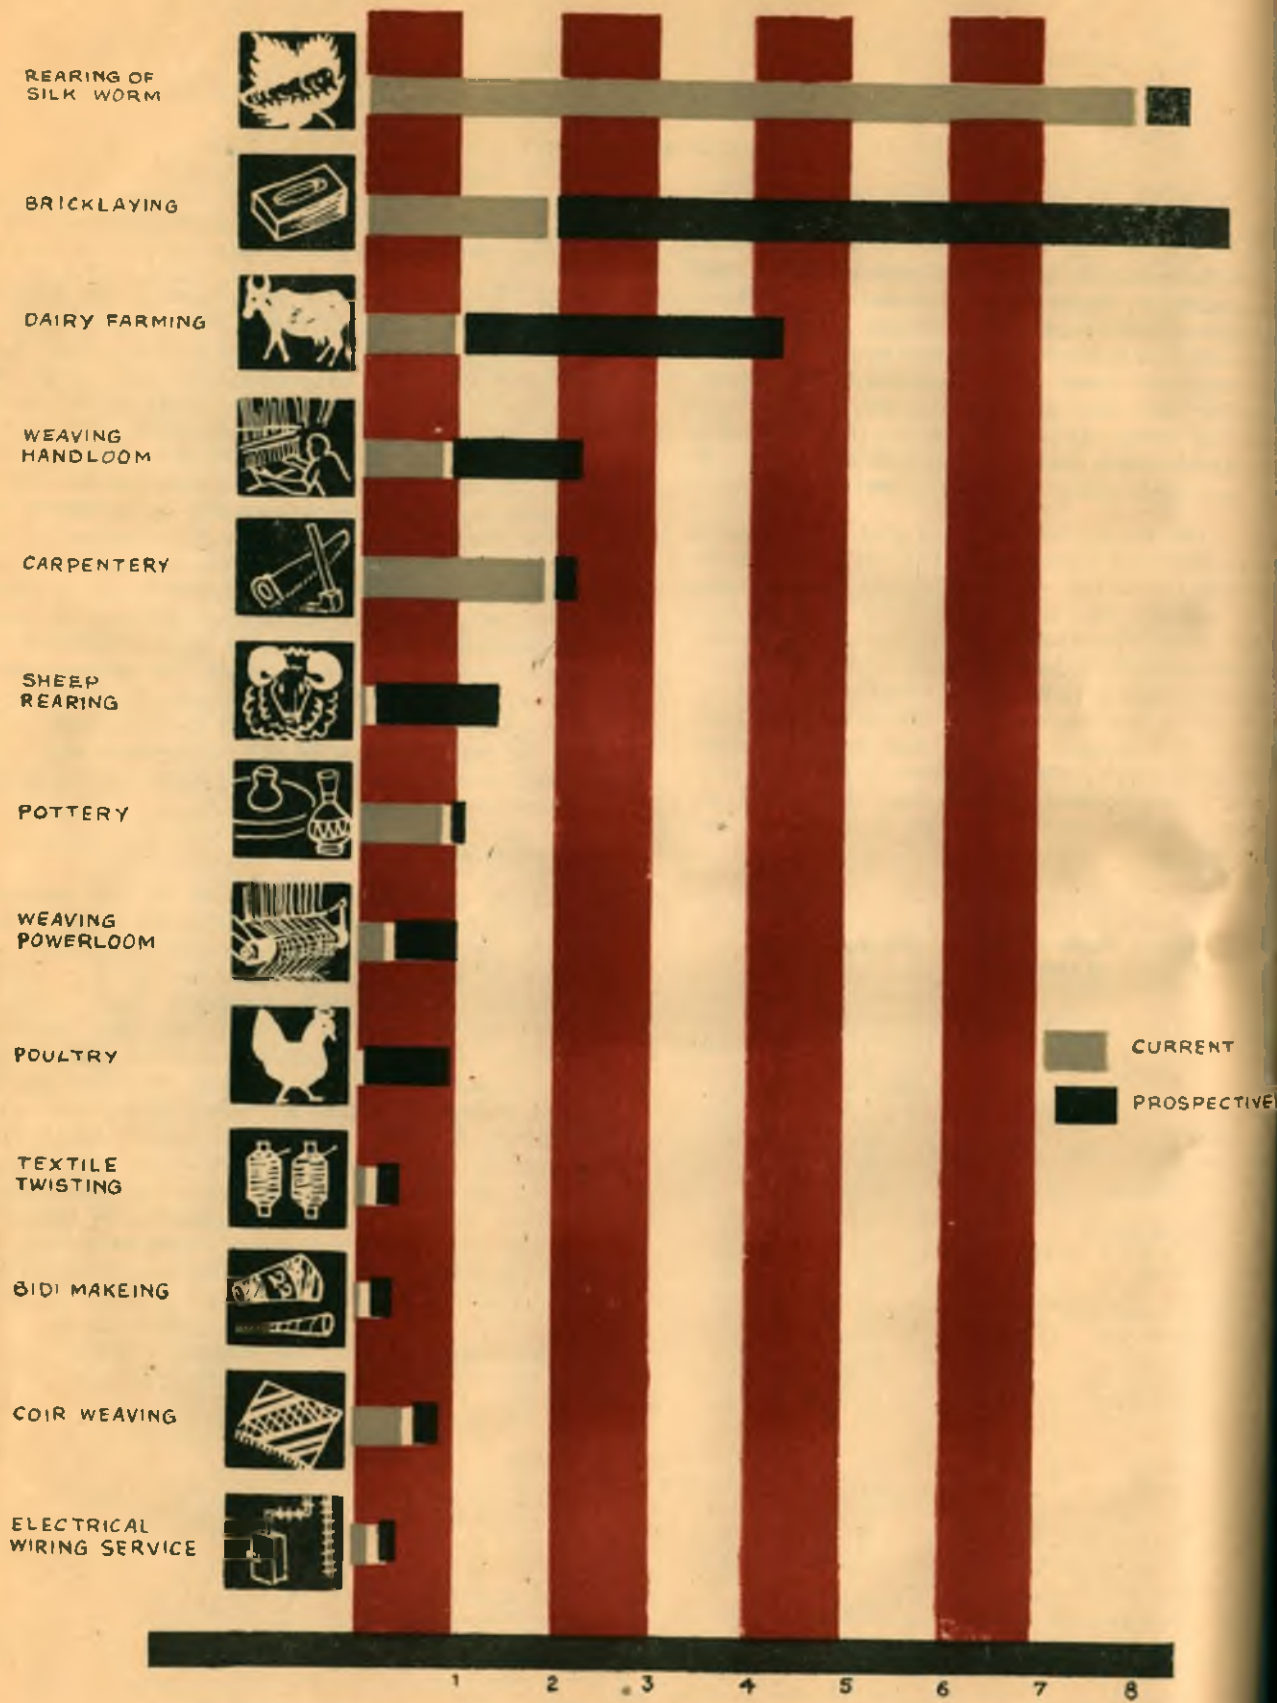 REARING OF
SILK WORM
BRICKLAYING
DAIRY FARMING
WEAVING
HANDLOOM
CARPENTERY
SHEEP
REARING
POTTERY
WEAVING
POWERLOOM
POULTRY
CURRENT
PROSPECTIVE
TEXTILE
TWISTING
BIDI MAKEING
COIR WEAVING
ELECTRICAL
WIRING SERVICE
1 2 3 4 5 6 7 8